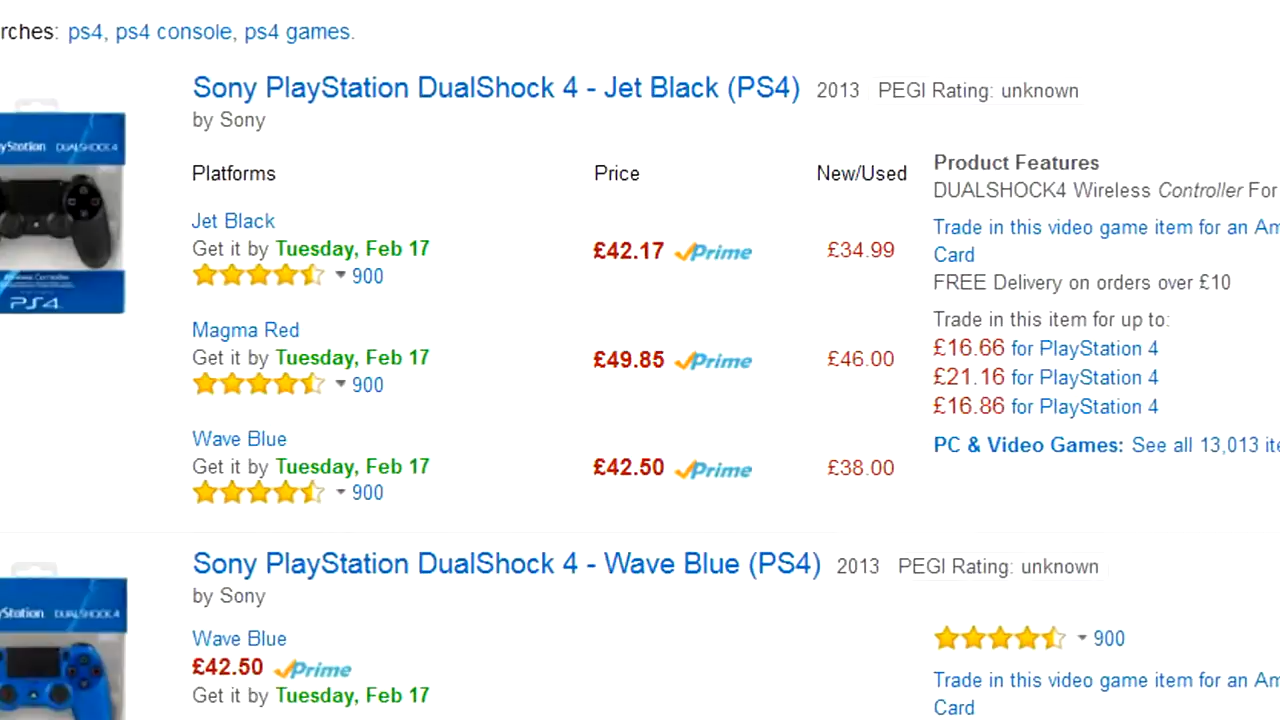 rches: ps4, ps4 console, ps4 games.
Sony PlayStation DualShock 4 - Jet Black (PS4) 2013 PEGI Rating: unknown
by Sony
Platforms Price New/Used
Jet Black
Get it by Tuesday, Feb 17
£42.17 Prime £34.99
900
Magma Red
Get it by Tuesday, Feb 17
£49.85 Prime £46.00
900
Wave Blue
Get it by Tuesday, Feb 17
£42.50 Prime £38.00
900
Product Features
DUALSHOCK4 Wireless Controller For
Trade in this video game item for an Am
Card
FREE Delivery on orders over £10
Trade in this item for up to:
£16.66 for PlayStation 4
£21.16 for PlayStation 4
£16.86 for PlayStation 4
PC & Video Games: See all 13,013 ite
yStation DUALSHOCK 4
PS4
Sony PlayStation DualShock 4 - Wave Blue (PS4) 2013 PEGI Rating: unknown
by Sony
Wave Blue
£42.50 Prime
Get it by Tuesday, Feb 17
900
Trade in this video game item for an Am
Card
yStation DUALSHOCK 4